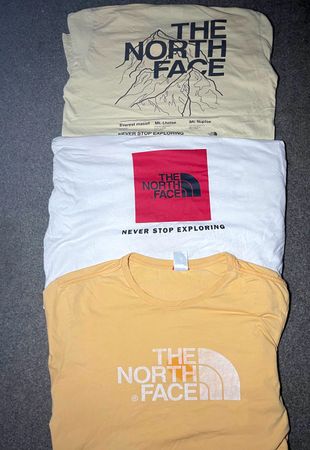 THE
NORTH
FACE
Everest massif Mt. Lhotse Mt. Nuptse
NEVER STOP EXPLORING
THE
NORTH
FACE
NEVER STOP EXPLORING
THE
NORTH
® FACE